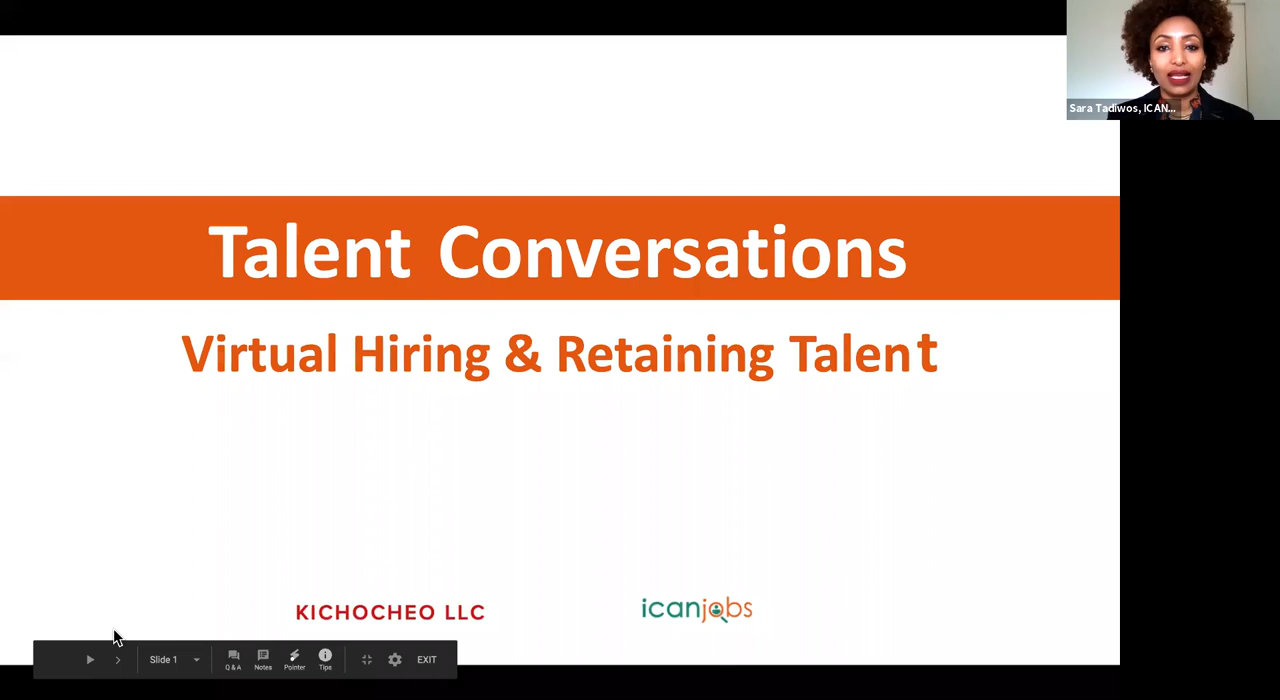 Sara Tadiwos, ICAN...
Talent Conversations
Virtual Hiring & Retaining Talent
KICHOCHEO LLC
icanjobs
Slide 1
Q & A
Notes
Pointer
Tips
EXIT